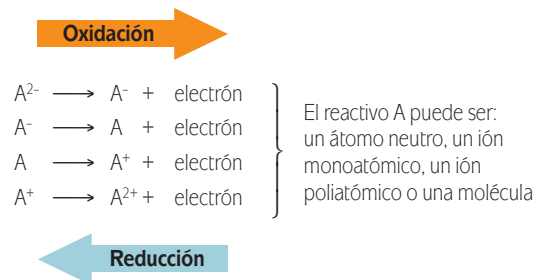 Oxidación
A²⁻ ⟶ A⁻ + electrón
A⁻ ⟶ A + electrón
A ⟶ A⁺ + electrón
A⁺ ⟶ A²⁺ + electrón
El reactivo A puede ser:
un átomo neutro, un ión
monoatómico, un ión
poliatómico o una molécula
Reducción